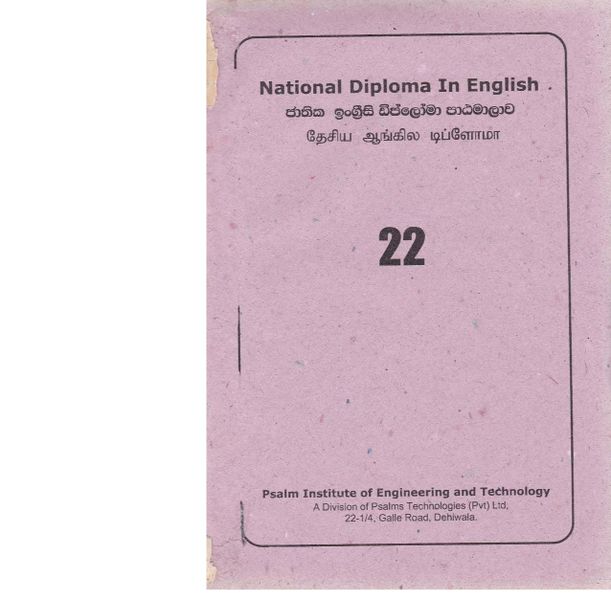 National Diploma In English
ජාතික ඉංග්‍රීසි ඩිප්ලෝමා පාඨමාලාව
தேசிய ஆங்கில டிப்ளோமா
22
Psalm Institute of Engineering and Technology
A Division of Psalms Technologies (Pvt) Ltd,
22-1/4, Galle Road, Dehiwala.